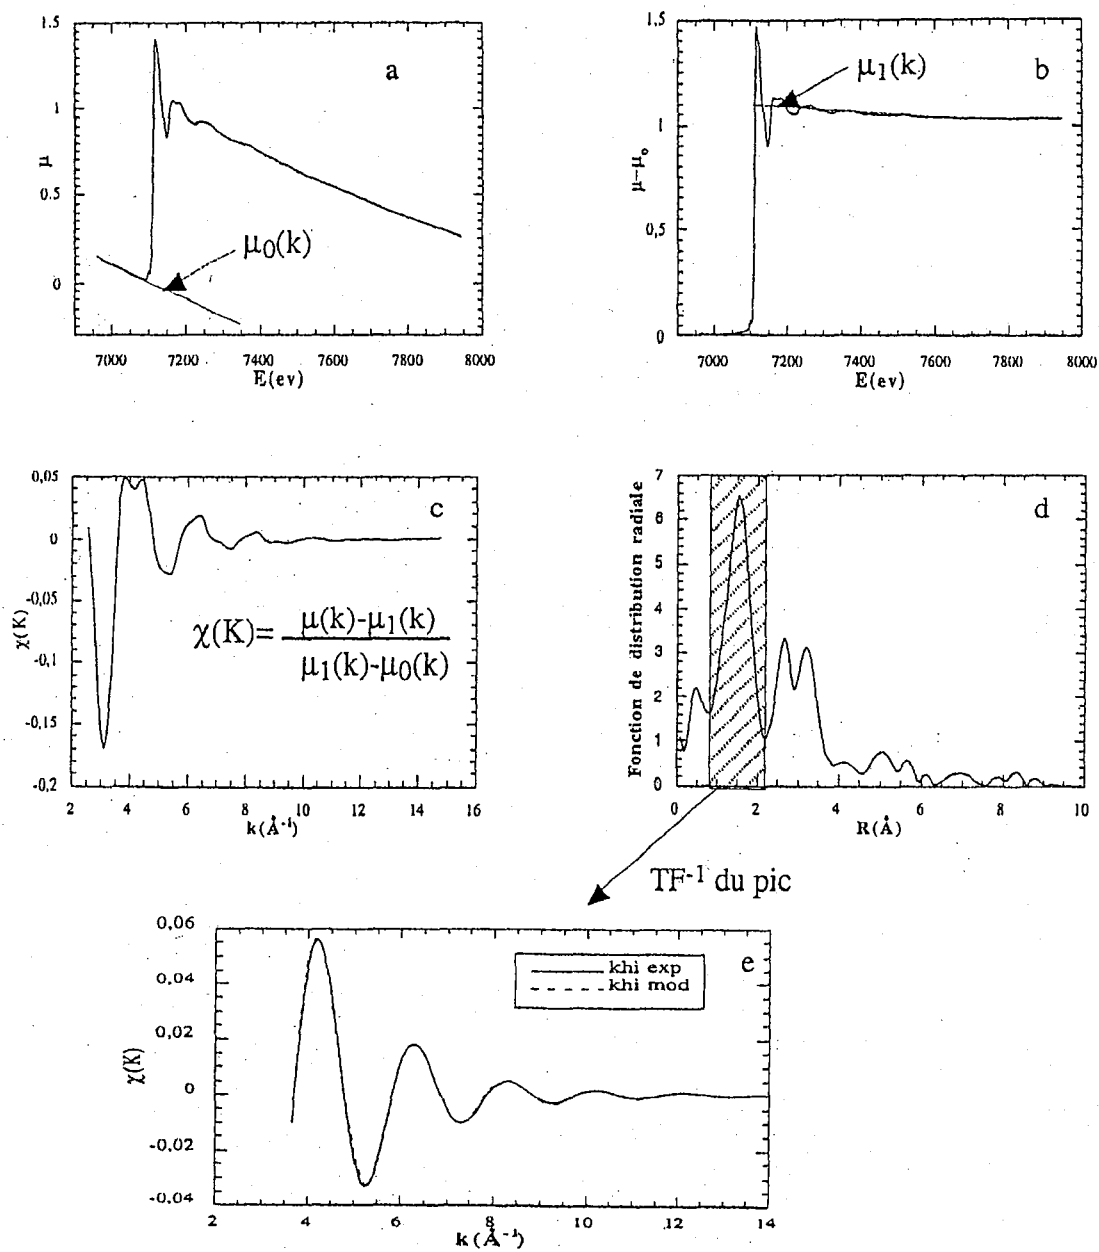 1.5
1
0.5
0
μ
a
μ0(k)
7000 7200 7400 7600 7800 8000
E(ev)
1.5
1
0,5
0
μ-μo
b
μ1(k)
7000 7200 7400 7600 7800 8000
E(ev)
0,05
0
-0,05
-0,1
-0,15
-0,2
χ(K)
c
χ(K)= μ(k)-μ1(k)
μ1(k)-μ0(k)
2 4 6 8 10 12 14 16
k(Å-1)
7
6
5
4
3
2
1
0
Fonction de distribution radiale
d
0 2 4 6 8 10
R(Å)
TF-1 du pic
0,06
0,04
0,02
0
-0,02
-0,04
χ(K)
khi exp
khi mod
e
2 4 6 8 10 12 14
k(Å-1)